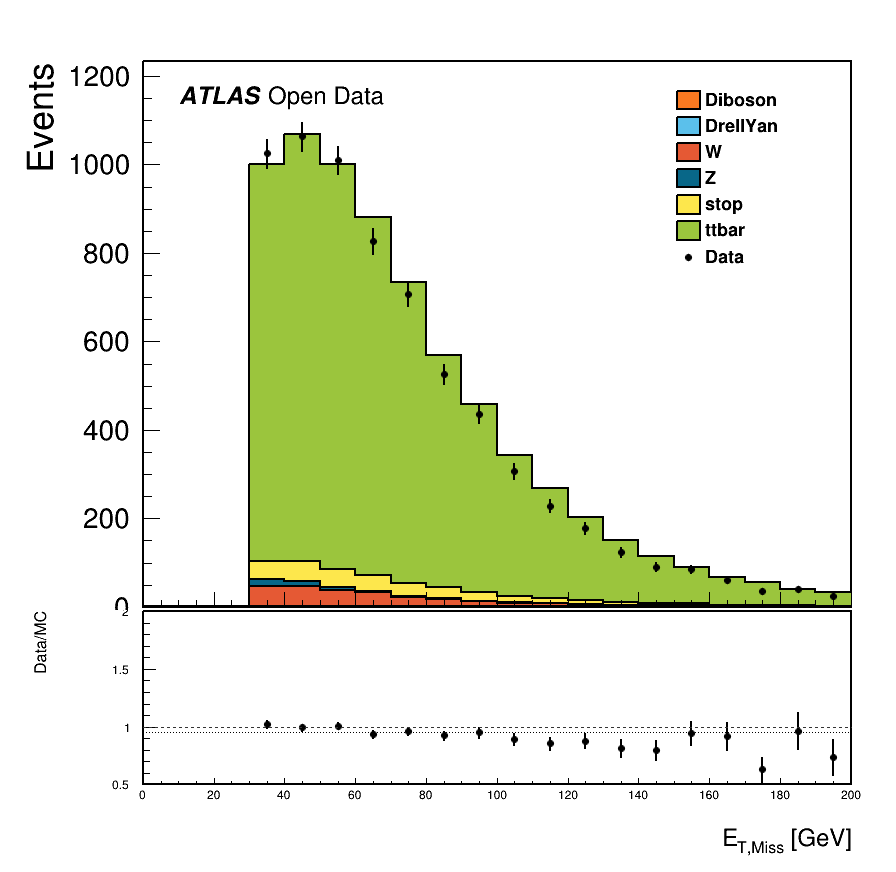 Events
1200
1000
800
600
400
200
0
ATLAS Open Data
Diboson
DrellYan
W
Z
stop
ttbar
Data
Data/MC
2
1.5
1
0.5
0 20 40 60 80 100 120 140 160 180 200
E_T,Miss [GeV]